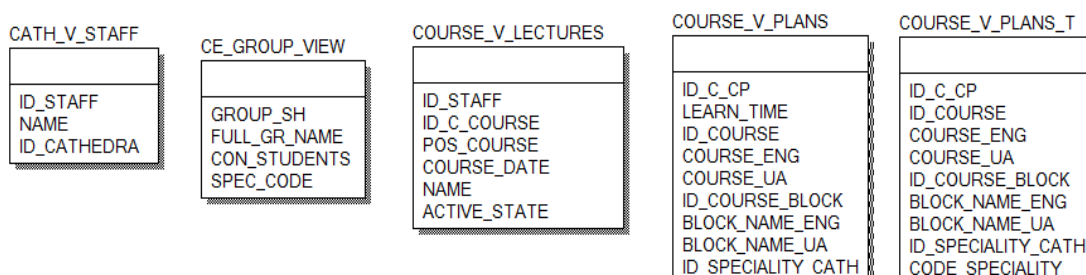 CATH_V_STAFF
ID_STAFF
NAME
ID_CATHEDRA
CE_GROUP_VIEW
GROUP_SH
FULL_GR_NAME
CON_STUDENTS
SPEC_CODE
COURSE_V_LECTURES
ID_STAFF
ID_C_COURSE
POS_COURSE
COURSE_DATE
NAME
ACTIVE_STATE
COURSE_V_PLANS
ID_C_CP
LEARN_TIME
ID_COURSE
COURSE_ENG
COURSE_UA
ID_COURSE_BLOCK
BLOCK_NAME_ENG
BLOCK_NAME_UA
ID_SPECIALITY_CATH
COURSE_V_PLANS_T
ID_C_CP
ID_COURSE
COURSE_ENG
COURSE_UA
ID_COURSE_BLOCK
BLOCK_NAME_ENG
BLOCK_NAME_UA
ID_SPECIALITY_CATH
CODE_SPECIALITY